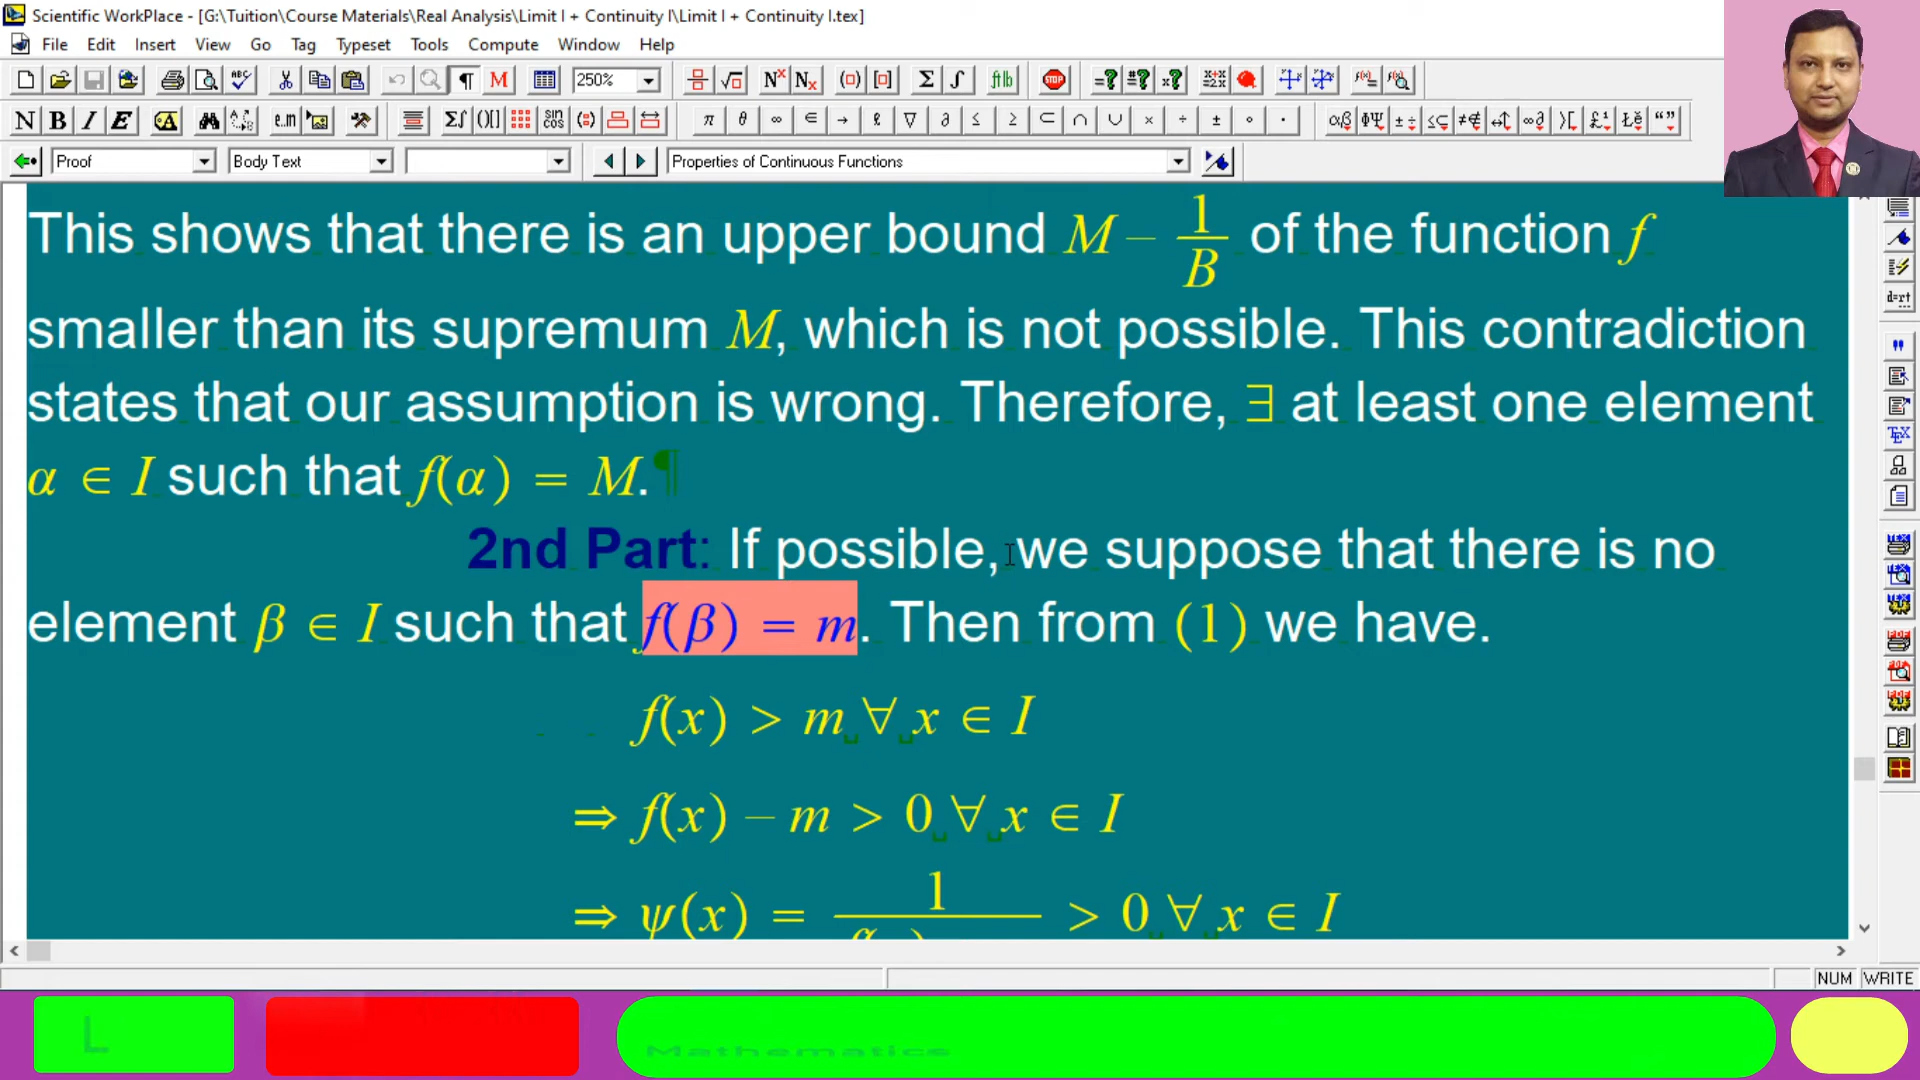 Scientific WorkPlace - [G:\Tuition\Course Materials\Real Analysis\Limit I + Continuity I\Limit I + Continuity I.tex]
File Edit Insert View Go Tag Typeset Tools Compute Window Help
250%
Proof Body Text Properties of Continuous Functions
This shows that there is an upper bound M – 1/B of the function f
smaller than its supremum M, which is not possible. This contradiction
states that our assumption is wrong. Therefore, ∃ at least one element
α ∈ I such that f(α) = M.¶
2nd Part: If possible, we suppose that there is no
element β ∈ I such that f(β) = m. Then from (1) we have.
f(x) > m ∀ x ∈ I
⇒ f(x) – m > 0 ∀ x ∈ I
⇒ ψ(x) = 1/ > 0 ∀ x ∈ I
NUM WRITE
L
Mathematics